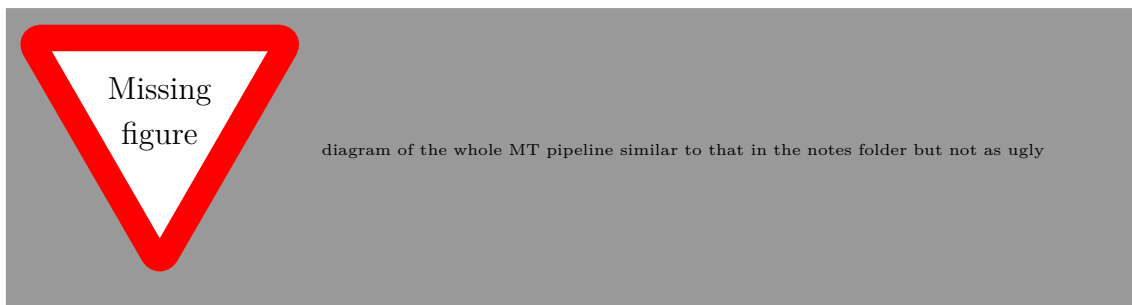 Missing
figure
diagram of the whole MT pipeline similar to that in the notes folder but not as ugly